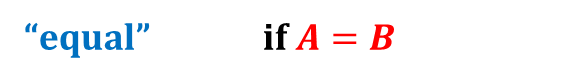 “equal” if A = B